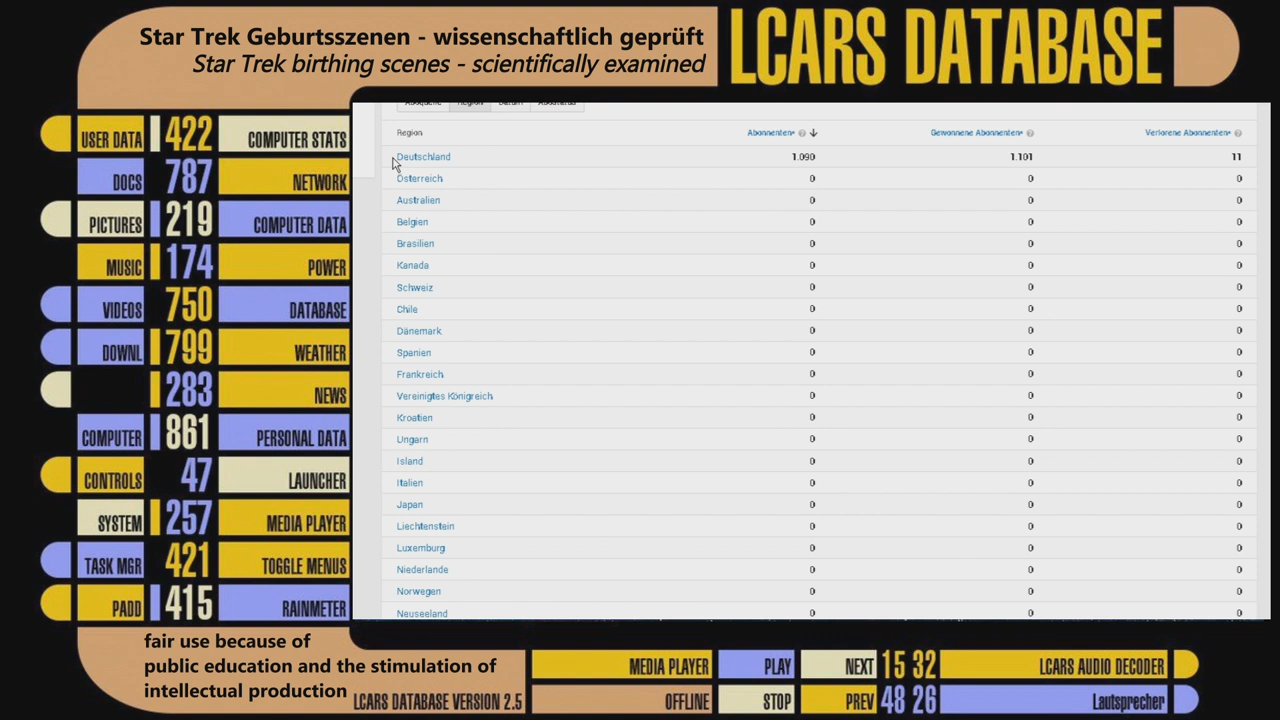 Star Trek Geburtsszenen - wissenschaftlich geprüft
Star Trek birthing scenes - scientifically examined
LCARS DATABASE
USER DATA 422 COMPUTER STATS
DOCS 787 NETWORK
PICTURES 219 COMPUTER DATA
MUSIC 174 POWER
VIDEOS 750 DATABASE
DOWNL 799 WEATHER
283 NEWS
COMPUTER 861 PERSONAL DATA
CONTROLS 47 LAUNCHER
SYSTEM 257 MEDIA PLAYER
TASK MGR 421 TOGGLE MENUS
PADD 415 RAINMETER
Region Datum
Region Abonnenten Gewonnene Abonnenten Verlorene Abonnenten
Deutschland 1.090 1.101 11
Österreich 0 0 0
Australien 0 0 0
Belgien 0 0 0
Brasilien 0 0 0
Kanada 0 0 0
Schweiz 0 0 0
Chile 0 0 0
Dänemark 0 0 0
Spanien 0 0 0
Frankreich 0 0 0
Vereinigtes Königreich 0 0 0
Kroatien 0 0 0
Ungarn 0 0 0
Island 0 0 0
Italien 0 0 0
Japan 0 0 0
Liechtenstein 0 0 0
Luxemburg 0 0 0
Niederlande 0 0 0
Norwegen 0 0 0
Neuseeland 0 0 0
fair use because of
public education and the stimulation of
intellectual production
LCARS DATABASE VERSION 2.5
MEDIA PLAYER PLAY NEXT 15 32 LCARS AUDIO DECODER
OFFLINE STOP PREV 48 26 Lautsprecher